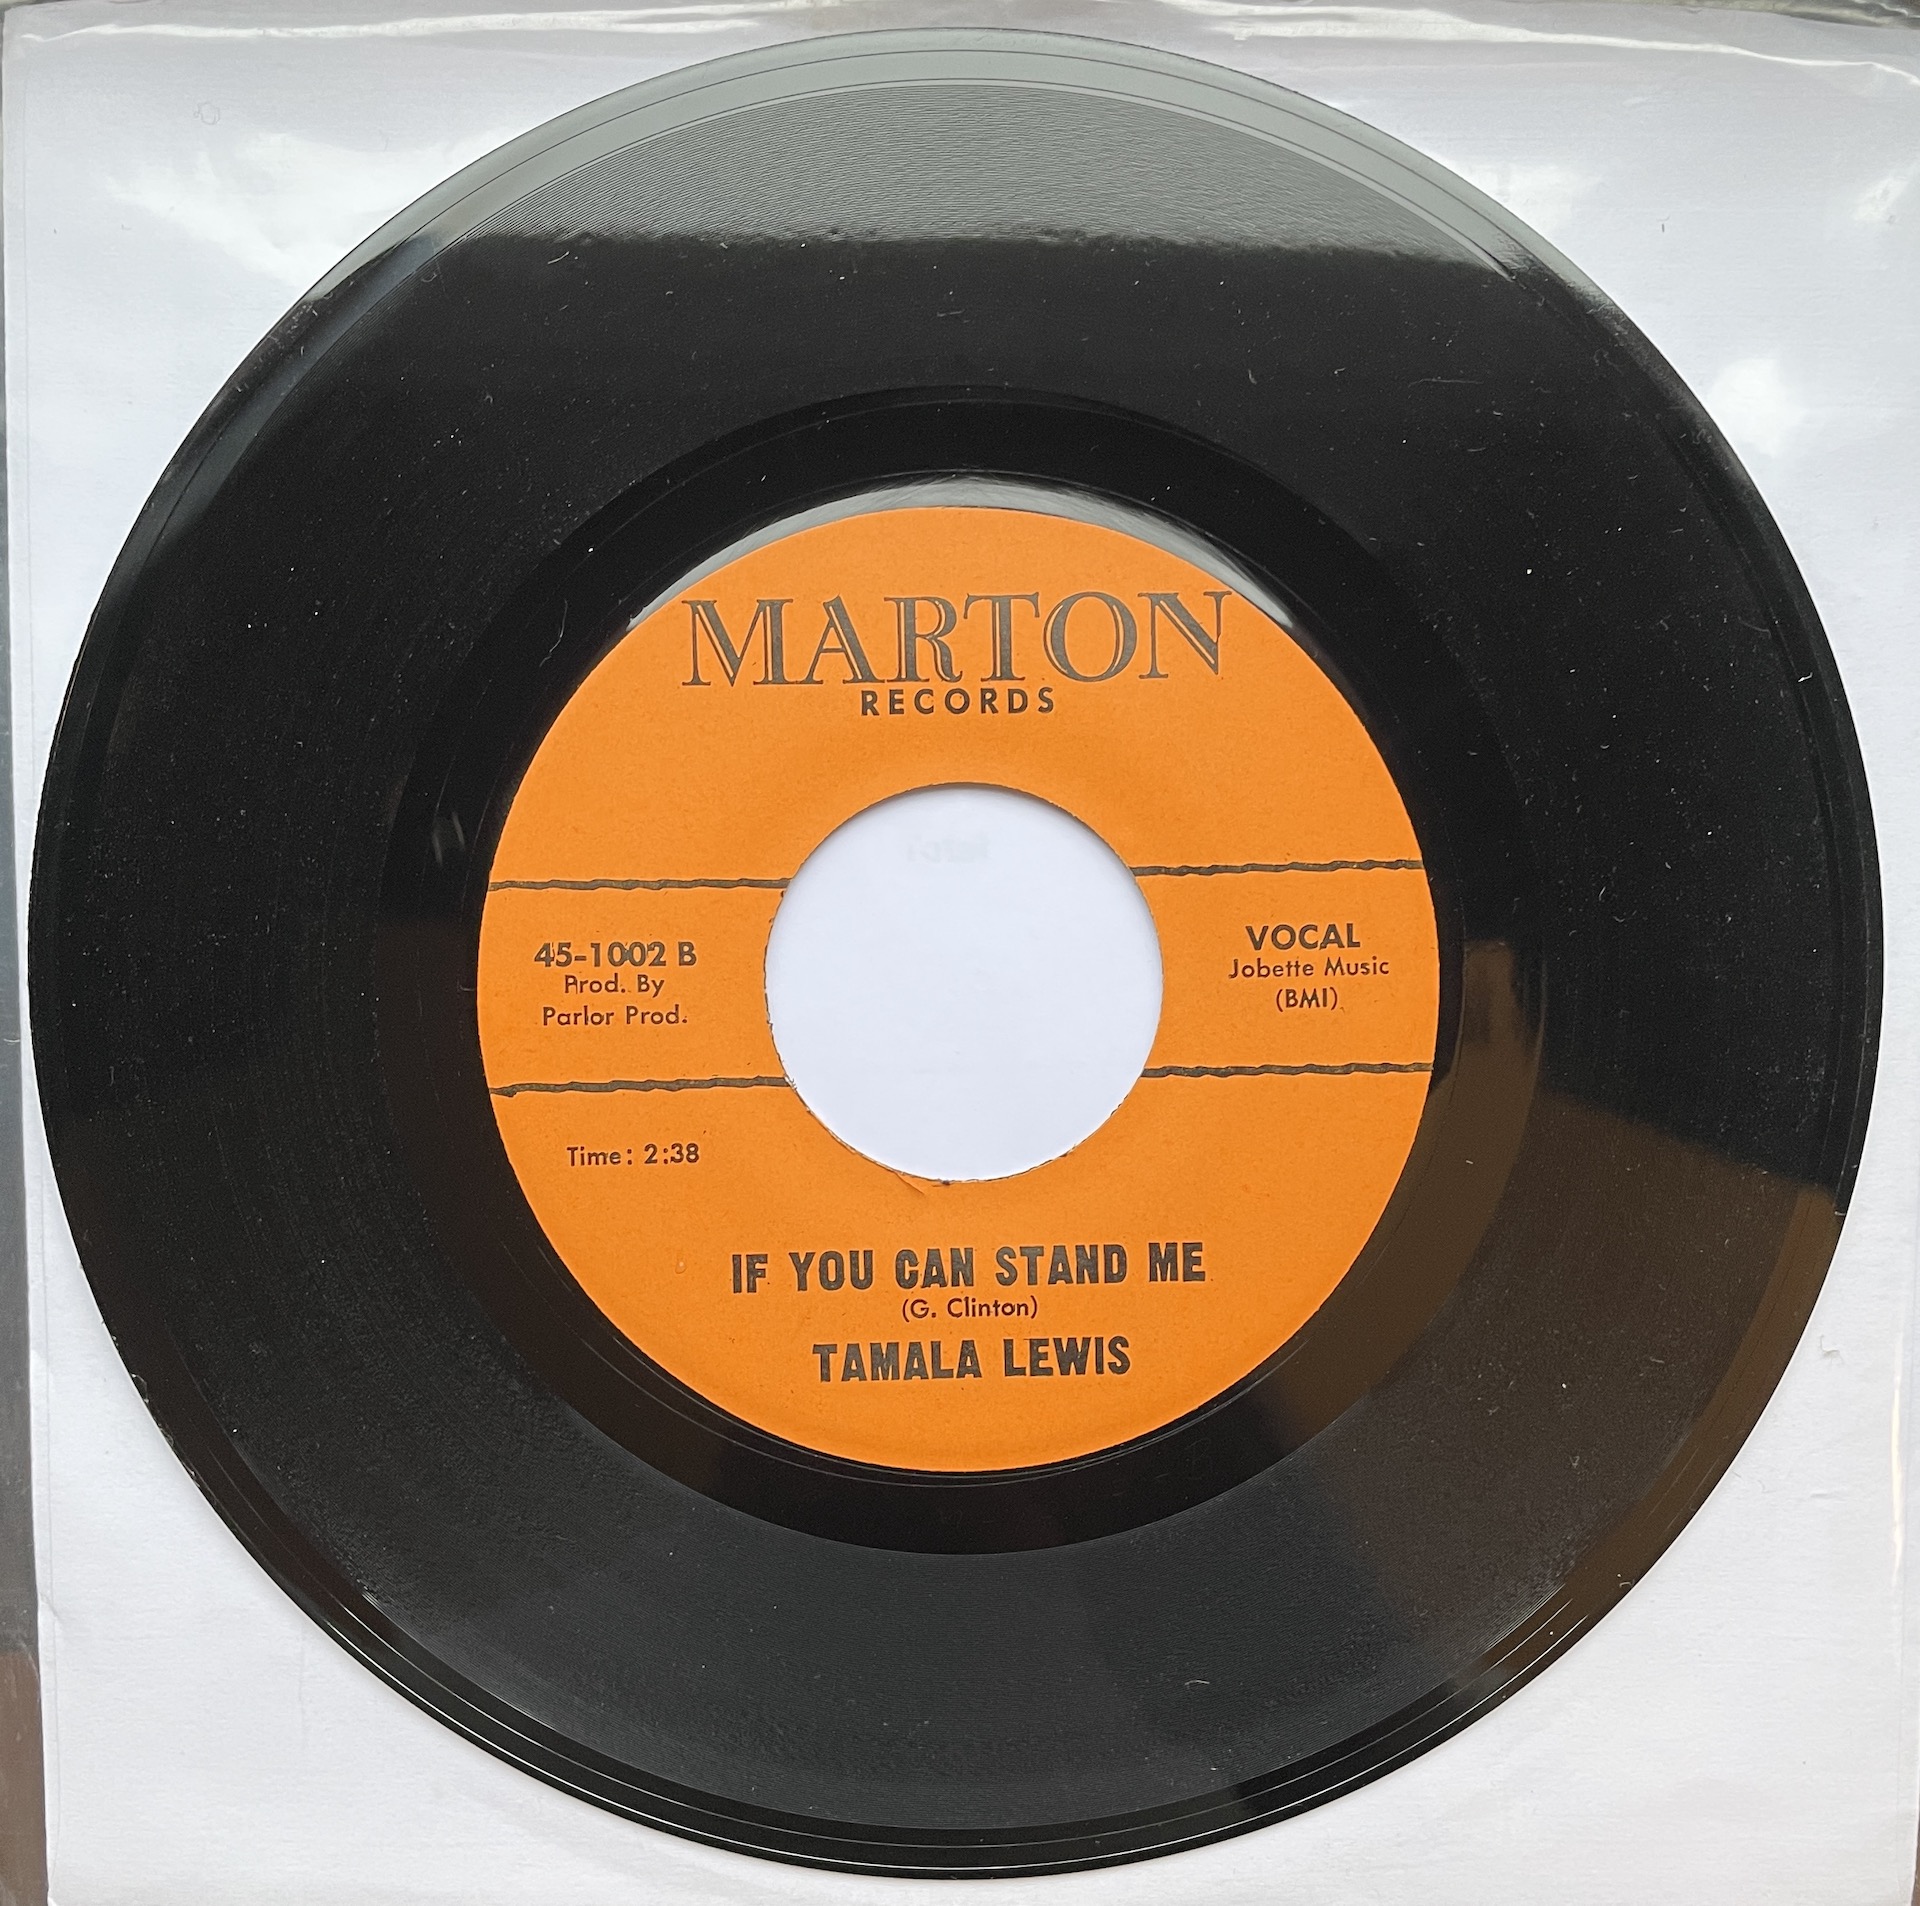 MARTON
RECORDS
45-1002 B
Prod. By
Parlor Prod.
VOCAL
Jobette Music
(BMI)
Time: 2:38
IF YOU CAN STAND ME
(G. Clinton)
TAMALA LEWIS